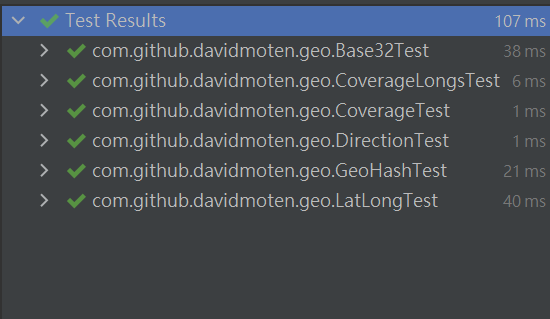 Test Results 107 ms
com.github.davidmoten.geo.Base32Test 38 ms
com.github.davidmoten.geo.CoverageLongsTest 6 ms
com.github.davidmoten.geo.CoverageTest 1 ms
com.github.davidmoten.geo.DirectionTest 1 ms
com.github.davidmoten.geo.GeoHashTest 21 ms
com.github.davidmoten.geo.LatLongTest 40 ms